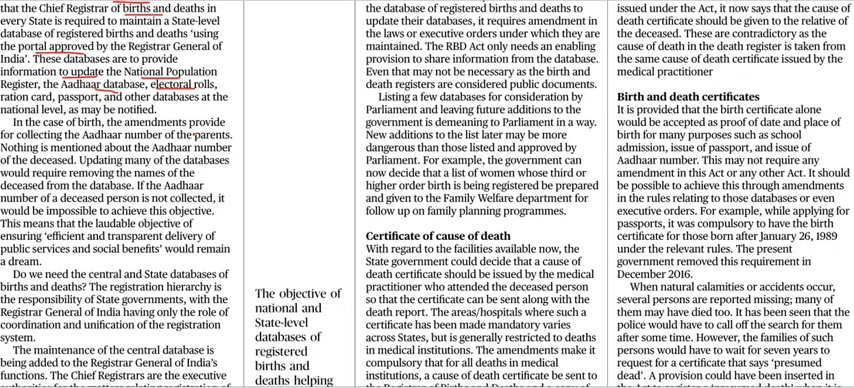 that the Chief Registrar of births and deaths in
every State is required to maintain a State-level
database of registered births and deaths ‘using
the portal approved by the Registrar General of
India’. These databases are to provide
information to update the National Population
Register, the Aadhaar database, electoral rolls,
ration card, passport, and other databases at the
national level, as may be notified.
In the case of birth, the amendments provide
for collecting the Aadhaar number of the parents.
Nothing is mentioned about the Aadhaar number
of the deceased. Updating many of the databases
would require removing the names of the
deceased from the database. If the Aadhaar
number of a deceased person is not collected, it
would be impossible to achieve this objective.
This means that the laudable objective of
ensuring ‘efficient and transparent delivery of
public services and social benefits’ would remain
a dream.
Do we need the central and State databases of
births and deaths? The registration hierarchy is
the responsibility of State governments, with the
Registrar General of India having only the role of
coordination and unification of the registration
system.
The maintenance of the central database is
being added to the Registrar General of India’s
functions. The Chief Registrars are the executive
The objective of
national and
State-level
databases of
registered
births and
deaths helping
the database of registered births and deaths to
update their databases, it requires amendment in
the laws or executive orders under which they are
maintained. The RBD Act only needs an enabling
provision to share information from the database.
Even that may not be necessary as the birth and
death registers are considered public documents.
Listing a few databases for consideration by
Parliament and leaving future additions to the
government is demeaning to Parliament in a way.
New additions to the list later may be more
dangerous than those listed and approved by
Parliament. For example, the government can
now decide that a list of women whose third or
higher order birth is being registered be prepared
and given to the Family Welfare department for
follow up on family planning programmes.
Certificate of cause of death
With regard to the facilities available now, the
State government could decide that a cause of
death certificate should be issued by the medical
practitioner who attended the deceased person
so that the certificate can be sent along with the
death report. The areas/hospitals where such a
certificate has been made mandatory varies
across States, but is generally restricted to deaths
in medical institutions. The amendments make it
compulsory that for all deaths in medical
institutions, a cause of death certificate be sent to
issued under the Act, it now says that the cause of
death certificate should be given to the relative of
the deceased. These are contradictory as the
cause of death in the death register is taken from
the same cause of death certificate issued by the
medical practitioner
Birth and death certificates
It is provided that the birth certificate alone
would be accepted as proof of date and place of
birth for many purposes such as school
admission, issue of passport, and issue of
Aadhaar number. This may not require any
amendment in this Act or any other Act. It should
be possible to achieve this through amendments
in the rules relating to those databases or even
executive orders. For example, while applying for
passports, it was compulsory to have the birth
certificate for those born after January 26, 1989
under the relevant rules. The present
government removed this requirement in
December 2016.
When natural calamities or accidents occur,
several persons are reported missing; many of
them may have died too. It has been seen that the
police would have to call off the search for them
after some time. However, the families of such
persons would have to wait for seven years to
request for a certificate that says ‘presumed
dead’. A provision could have been inserted in